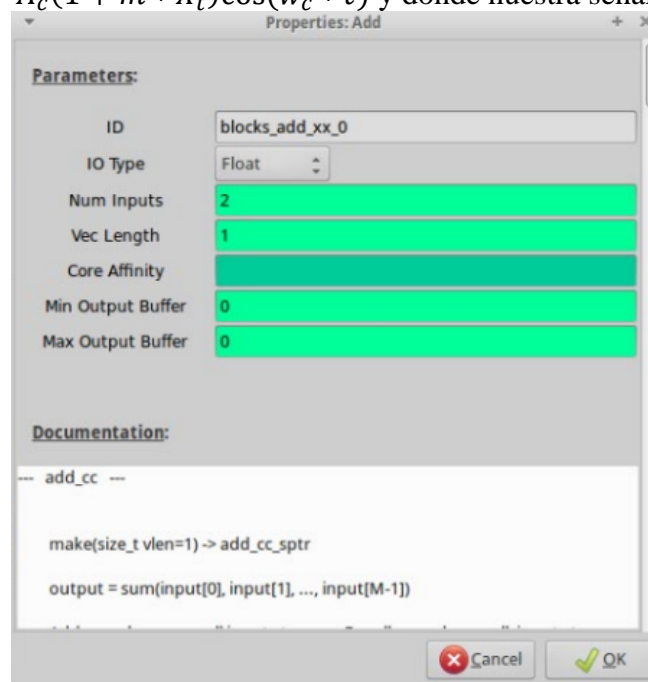 Properties: Add
Parameters:
ID blocks_add_xx_0
IO Type Float
Num Inputs 2
Vec Length 1
Core Affinity
Min Output Buffer 0
Max Output Buffer 0
Documentation:
--- add_cc ---
make(size_t vlen=1) -> add_cc_sptr
output = sum(input[0], input[1], ..., input[M-1])
Cancel OK